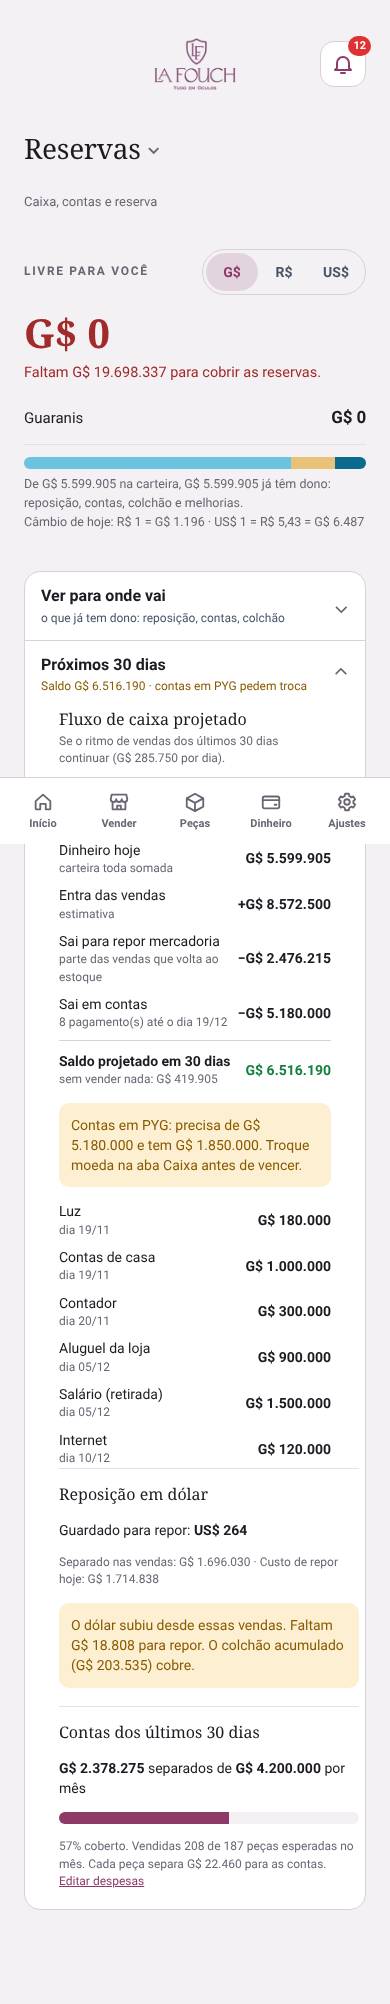 12
LF
LA FOUCH
TUDO EM ÓCULOS
Reservas
Caixa, contas e reserva
LIVRE PARA VOCÊ
G$ R$ US$
G$ 0
Faltam G$ 19.698.337 para cobrir as reservas.
Guaranis G$ 0
De G$ 5.599.905 na carteira, G$ 5.599.905 já têm dono:
reposição, contas, colchão e melhorias.
Câmbio de hoje: R$ 1 = G$ 1.196 · US$ 1 = R$ 5,43 = G$ 6.487
Ver para onde vai
o que já tem dono: reposição, contas, colchão
Próximos 30 dias
Saldo G$ 6.516.190 · contas em PYG pedem troca
Fluxo de caixa projetado
Se o ritmo de vendas dos últimos 30 dias
continuar (G$ 285.750 por dia).
Início Vender Peças Dinheiro Ajustes
Dinheiro hoje G$ 5.599.905
carteira toda somada
Entra das vendas +G$ 8.572.500
estimativa
Sai para repor mercadoria
parte das vendas que volta ao −G$ 2.476.215
estoque
Sai em contas −G$ 5.180.000
8 pagamento(s) até o dia 19/12
Saldo projetado em 30 dias G$ 6.516.190
sem vender nada: G$ 419.905
Contas em PYG: precisa de G$
5.180.000 e tem G$ 1.850.000. Troque
moeda na aba Caixa antes de vencer.
Luz G$ 180.000
dia 19/11
Contas de casa G$ 1.000.000
dia 19/11
Contador G$ 300.000
dia 20/11
Aluguel da loja G$ 900.000
dia 05/12
Salário (retirada) G$ 1.500.000
dia 05/12
Internet G$ 120.000
dia 10/12
Reposição em dólar
Guardado para repor: US$ 264
Separado nas vendas: G$ 1.696.030 · Custo de repor
hoje: G$ 1.714.838
O dólar subiu desde essas vendas. Faltam
G$ 18.808 para repor. O colchão acumulado
(G$ 203.535) cobre.
Contas dos últimos 30 dias
G$ 2.378.275 separados de G$ 4.200.000 por
mês
57% coberto. Vendidas 208 de 187 peças esperadas no
mês. Cada peça separa G$ 22.460 para as contas.
Editar despesas